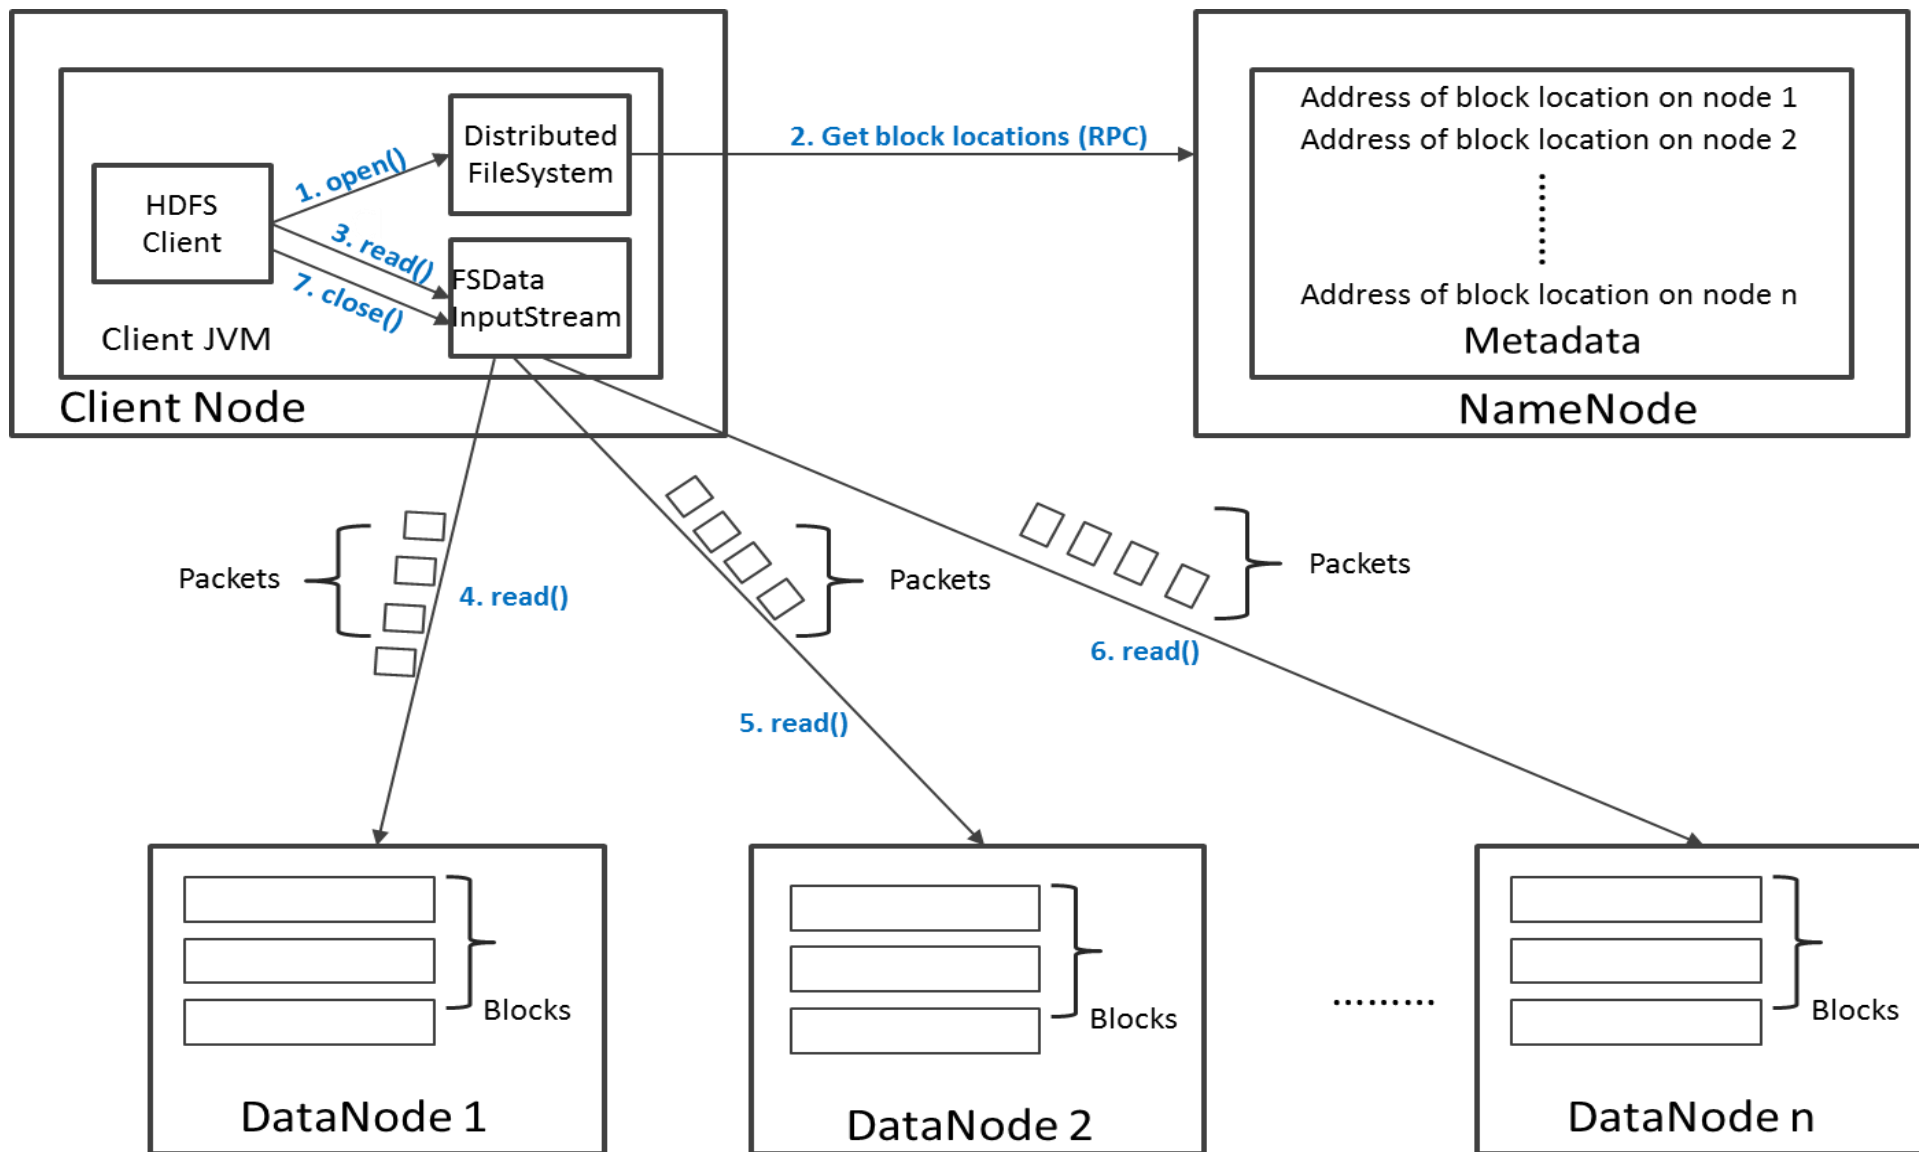 Distributed
FileSystem
HDFS
Client
1. open()
3. read()
7. close()
FSData
InputStream
Client JVM
Client Node
2. Get block locations (RPC)
Address of block location on node 1
Address of block location on node 2
Address of block location on node n
Metadata
NameNode
Packets
4. read()
Packets
5. read()
Packets
6. read()
Blocks
DataNode 1
Blocks
DataNode 2
.........
Blocks
DataNode n